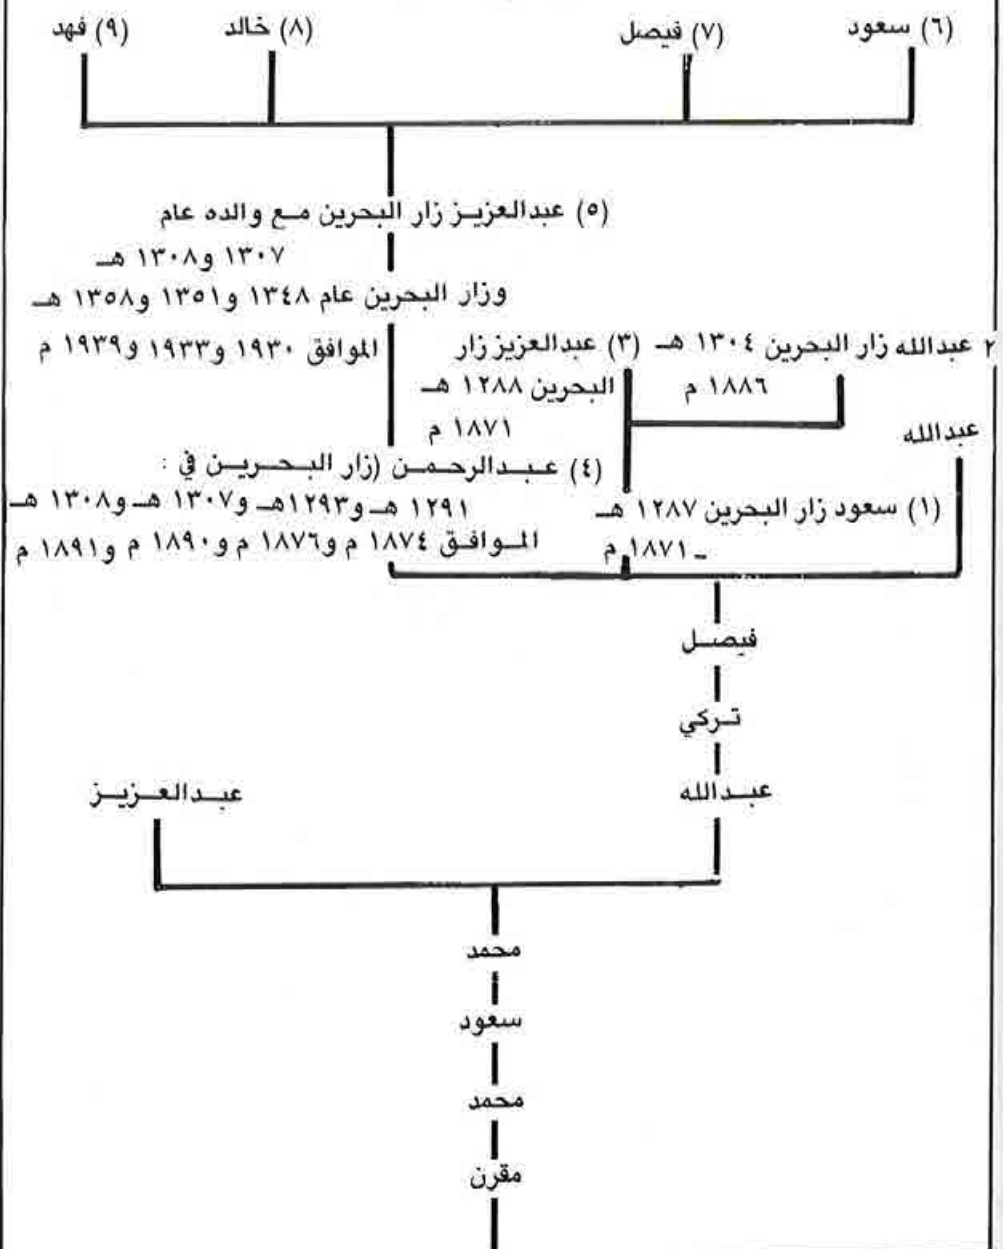 (٦) سعود (٧) فيصل (٨) خالد (٩) فهد
(٥) عبدالعزيز زار البحرين مع والده عام
١٣٠٧ و١٣٠٨ هـ
وزار البحرين عام ١٣٤٨ و١٣٥١ و١٣٥٨ هـ
الموافق ١٩٣٠ و١٩٣٣ و١٩٣٩ م
٢ عبدالله زار البحرين ١٣٠٤ هـ
١٨٨٦ م
(٣) عبدالعزيز زار
البحرين ١٢٨٨ هـ
١٨٧١ م
عبدالله
(٤) عبدالرحمن (زار البحرين في :
١٢٩١ هـ و١٢٩٣هـ و١٣٠٧ هـ و١٣٠٨ هـ
الموافق ١٨٧٤ م و١٨٧٦ م و١٨٩٠ م و١٨٩١ م
(١) سعود زار البحرين ١٢٨٧ هـ
ـ ١٨٧١ م
فيصل
تركي
عبدالله عبدالعزيز
محمد
سعود
محمد
مقرن